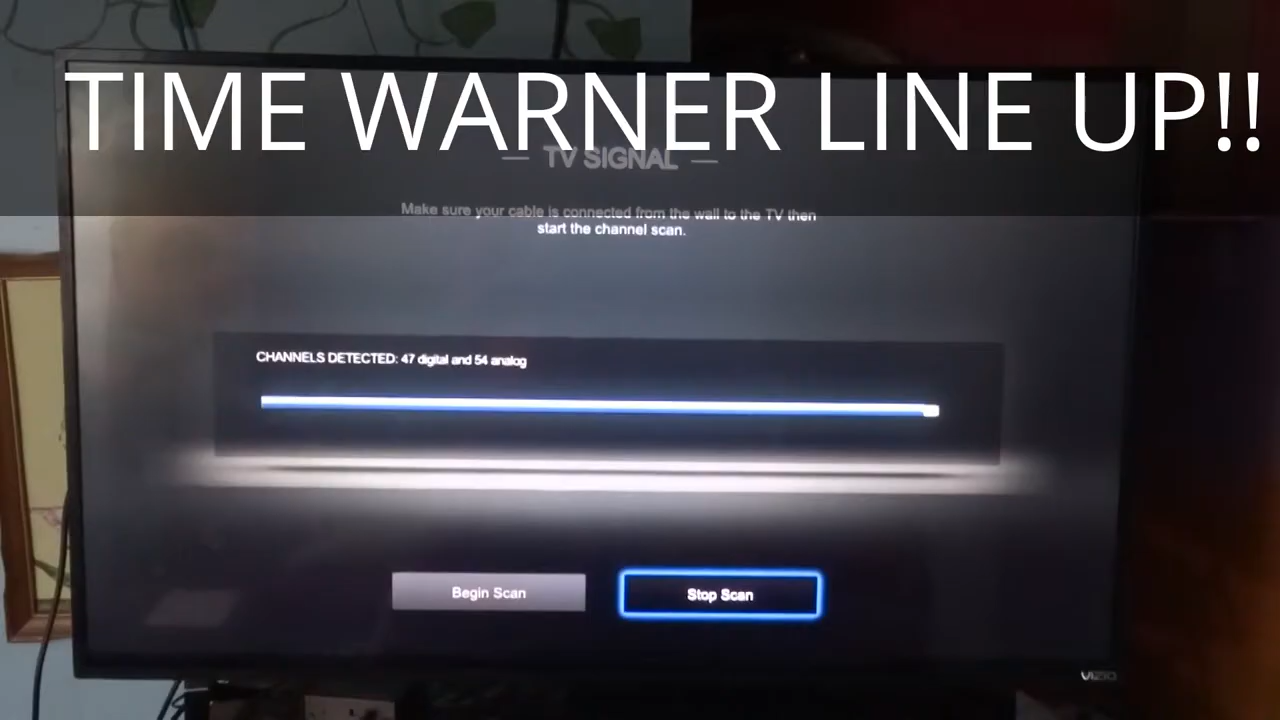 TIME WARNER LINE UP!!
— TV SIGNAL —
Make sure your cable is connected from the wall to the TV then
start the channel scan.
CHANNELS DETECTED: 47 digital and 54 analog
Begin Scan
Stop Scan
VIZIO